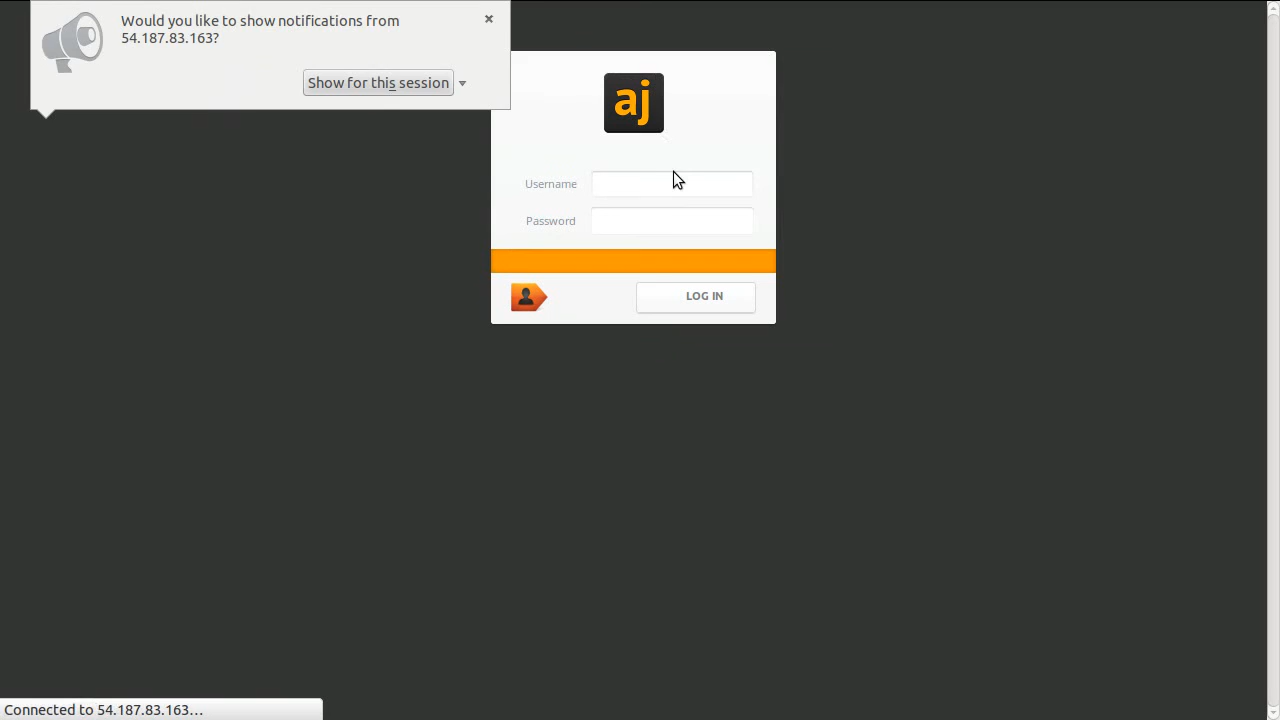 Would you like to show notifications from
54.187.83.163?
Show for this session
aj
Username
Password
LOG IN
Connected to 54.187.83.163...